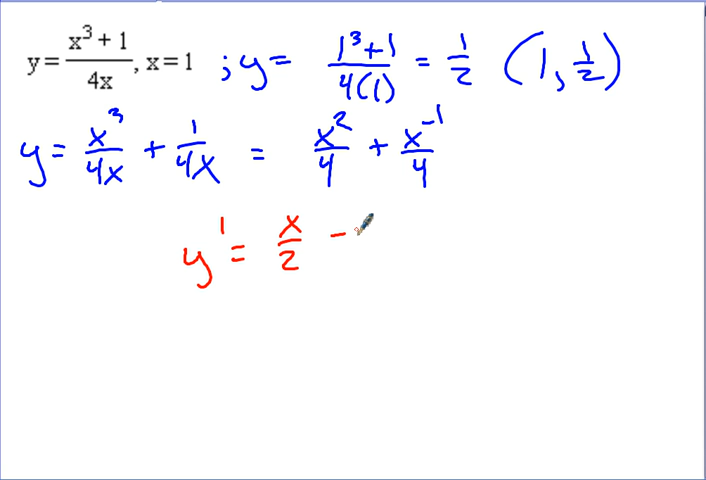 y = (x³ + 1)/(4x), x = 1 ; y = (1³+1)/(4(1)) = 1/2 (1, 1/2)
y = x³/4x + 1/4x = x²/4 + x⁻¹/4
y' = x/2 -